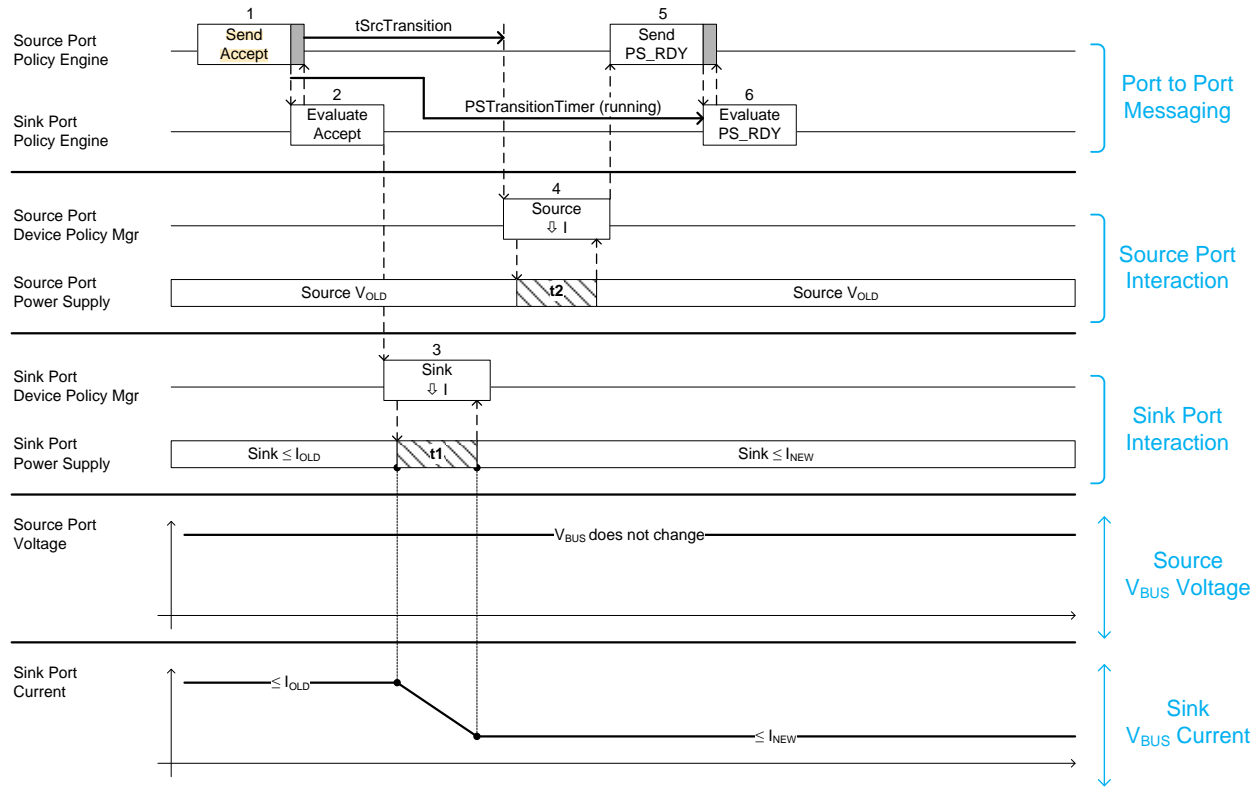 1
5
Source Port
Policy Engine
Send
Accept
tSrcTransition
Send
PS_RDY
Port to Port
Messaging
2
PSTransitionTimer (running)
6
Sink Port
Policy Engine
Evaluate
Accept
Evaluate
PS_RDY
4
Source Port
Device Policy Mgr
Source
⇩ I
Source Port
Interaction
Source Port
Power Supply
Source VOLD
t2
Source VOLD
3
Sink Port
Device Policy Mgr
Sink
⇩ I
Sink Port
Interaction
Sink Port
Power Supply
Sink ≤ IOLD
t1
Sink ≤ INEW
Source Port
Voltage
VBUS does not change
Source
VBUS Voltage
Sink Port
Current
≤ IOLD
≤ INEW
Sink
VBUS Current